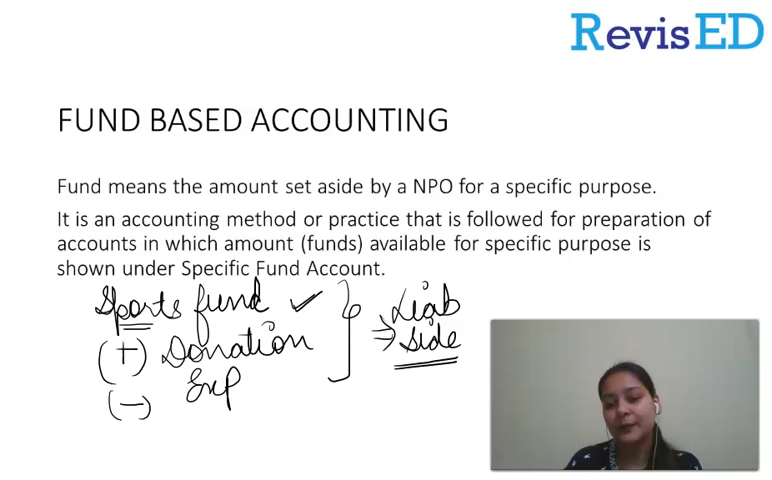 RevisED
FUND BASED ACCOUNTING
Fund means the amount set aside by a NPO for a specific purpose.
It is an accounting method or practice that is followed for preparation of
accounts in which amount (funds) available for specific purpose is
shown under Specific Fund Account.
Sports fund ✓
(+) Donation
(-) Exp
Liab
⇒ Side